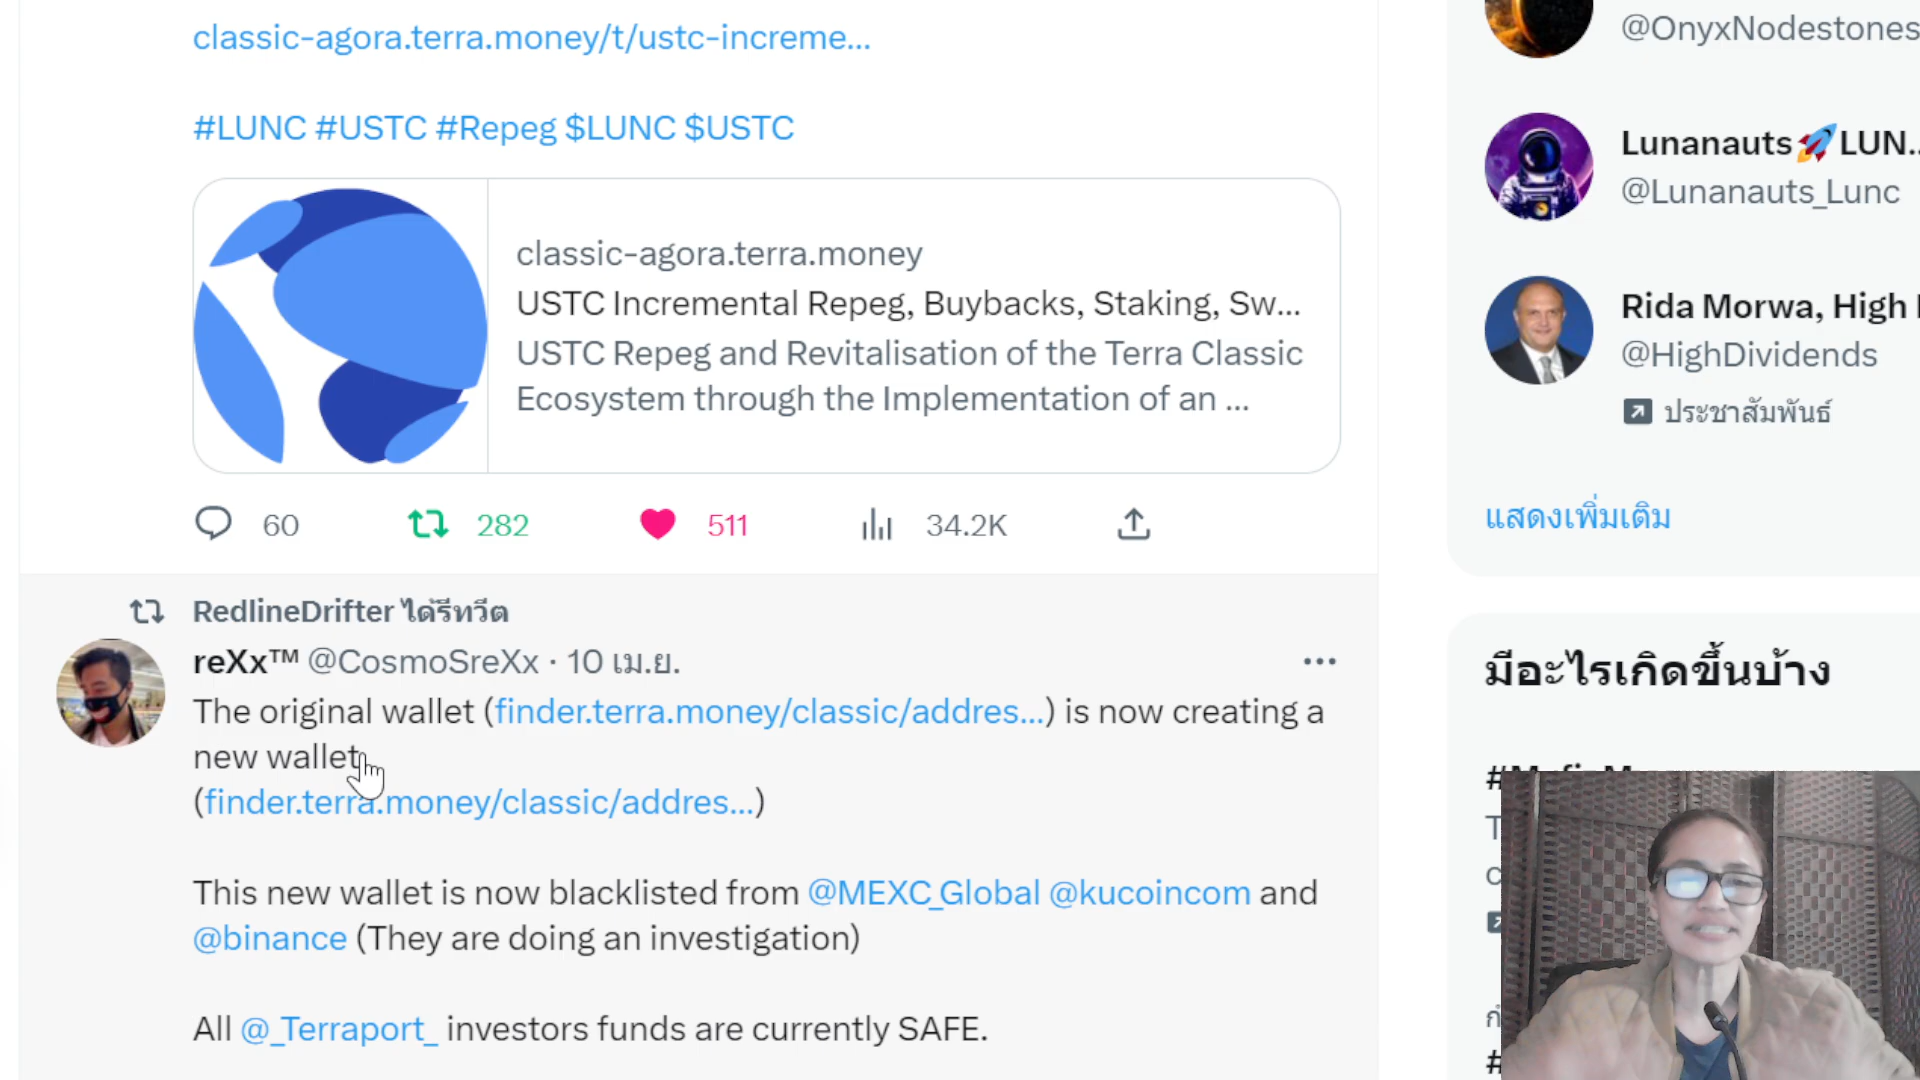 classic-agora.terra.money/t/ustc-increme...
#LUNC #USTC #Repeg $LUNC $USTC
classic-agora.terra.money
USTC Incremental Repeg, Buybacks, Staking, Sw...
USTC Repeg and Revitalisation of the Terra Classic
Ecosystem through the Implementation of an ...
60 282 511 34.2K
RedlineDrifter ได้รีทวีต
reXx™ @CosmoSreXx · 10 เม.ย.
The original wallet (finder.terra.money/classic/addres...) is now creating a
new wallet
(finder.terra.money/classic/addres...)
This new wallet is now blacklisted from @MEXC_Global @kucoincom and
@binance (They are doing an investigation)
All @_Terraport_ investors funds are currently SAFE.
@OnyxNodestones
Lunanauts🚀LUN...
@Lunanauts_Lunc
Rida Morwa, High
@HighDividends
ประชาสัมพันธ์
แสดงเพิ่มเติม
มีอะไรเกิดขึ้นบ้าง